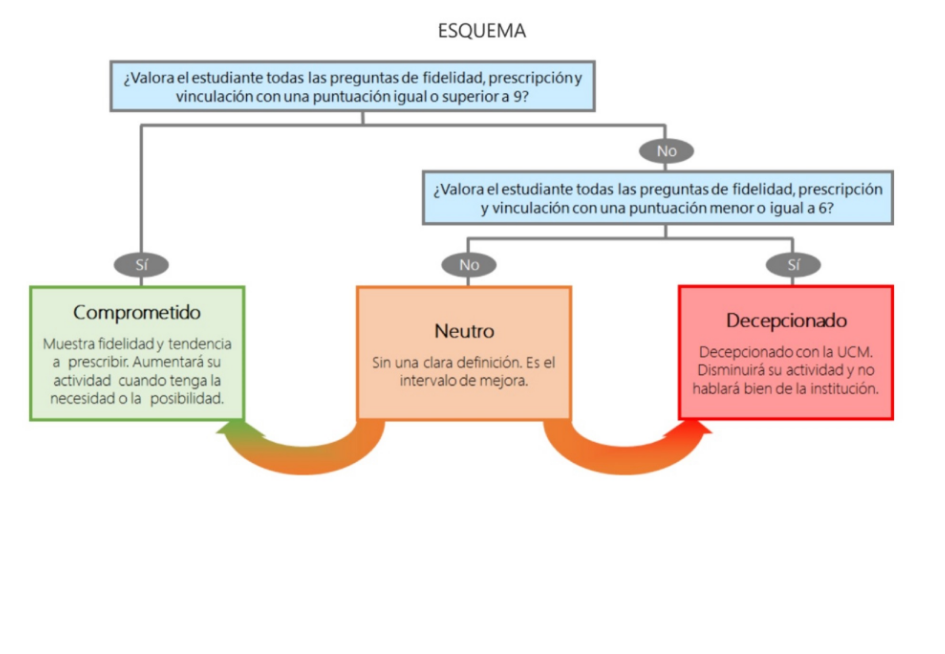 ESQUEMA
¿Valora el estudiante todas las preguntas de fidelidad, prescripción y
vinculación con una puntuación igual o superior a 9?
No
¿Valora el estudiante todas las preguntas de fidelidad, prescripción
y vinculación con una puntuación menor o igual a 6?
Sí
No
Sí
Comprometido
Muestra fidelidad y tendencia
a prescribir. Aumentará su
actividad cuando tenga la
necesidad o la posibilidad.
Neutro
Sin una clara definición. Es el
intervalo de mejora.
Decepcionado
Decepcionado con la UCM.
Disminuirá su actividad y no
hablará bien de la institución.